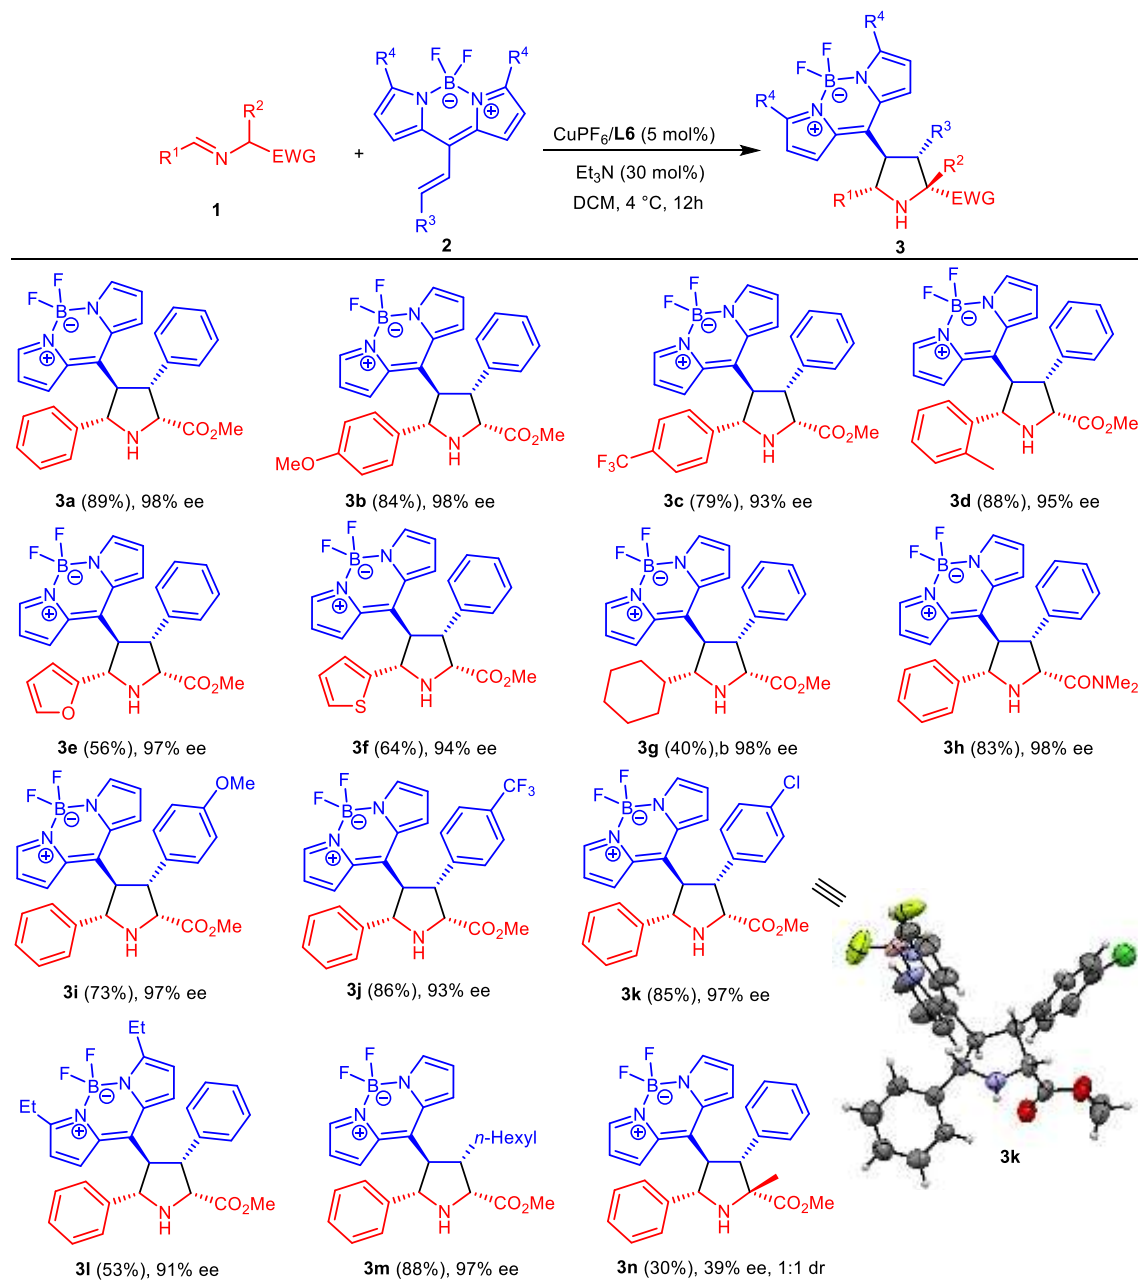 R¹ N R² EWG
1
+
R⁴ F F R⁴
B ⊖
N N ⊕
R³
2
CuPF₆/L6 (5 mol%)
Et₃N (30 mol%)
DCM, 4 °C, 12h
R⁴
F F
B N
⊖
R⁴ N
⊕
R³
R²
R¹ N H EWG
3
F F B N ⊖ N ⊕ N H CO₂Me
3a (89%), 98% ee
F F B N ⊖ N ⊕ MeO N H CO₂Me
3b (84%), 98% ee
F F B N ⊖ N ⊕ F₃C N H CO₂Me
3c (79%), 93% ee
F F B N ⊖ N ⊕ N H CO₂Me
3d (88%), 95% ee
F F B N ⊖ N ⊕ O N H CO₂Me
3e (56%), 97% ee
F F B N ⊖ N ⊕ S N H CO₂Me
3f (64%), 94% ee
F F B N ⊖ N ⊕ N H CO₂Me
3g (40%),b 98% ee
F F B N ⊖ N ⊕ N H CONMe₂
3h (83%), 98% ee
F F B N ⊖ N ⊕ OMe N H CO₂Me
3i (73%), 97% ee
F F B N ⊖ N ⊕ CF₃ N H CO₂Me
3j (86%), 93% ee
F F B N ⊖ N ⊕ Cl N H CO₂Me
3k (85%), 97% ee
3k
Et F F B N ⊖ Et N ⊕ N H CO₂Me
3l (53%), 91% ee
F F B N ⊖ N ⊕ n-Hexyl N H CO₂Me
3m (88%), 97% ee
F F B N ⊖ N ⊕ N H CO₂Me
3n (30%), 39% ee, 1:1 dr